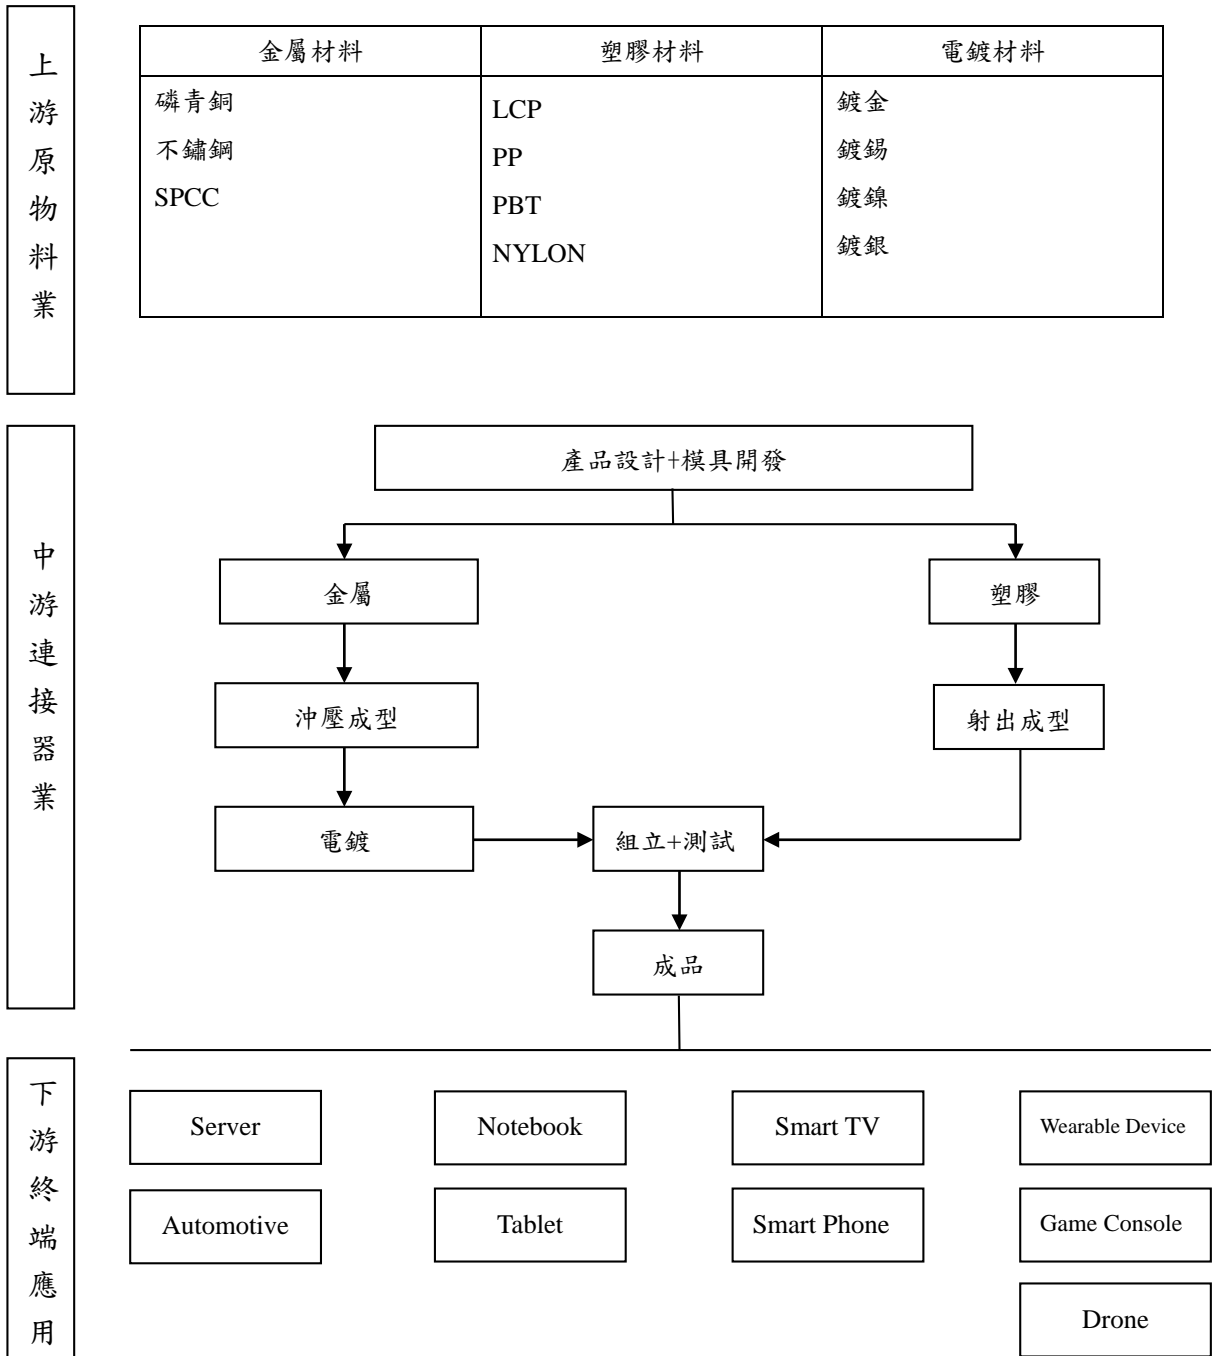 上游原物料業
金屬材料 塑膠材料 電鍍材料
磷青銅 LCP 鍍金
不鏽鋼 PP 鍍錫
SPCC PBT 鍍鎳
NYLON 鍍銀
中游連接器業
產品設計+模具開發
金屬 塑膠
沖壓成型 射出成型
電鍍 組立+測試
成品
下游終端應用
Server Notebook Smart TV Wearable Device
Automotive Tablet Smart Phone Game Console
Drone